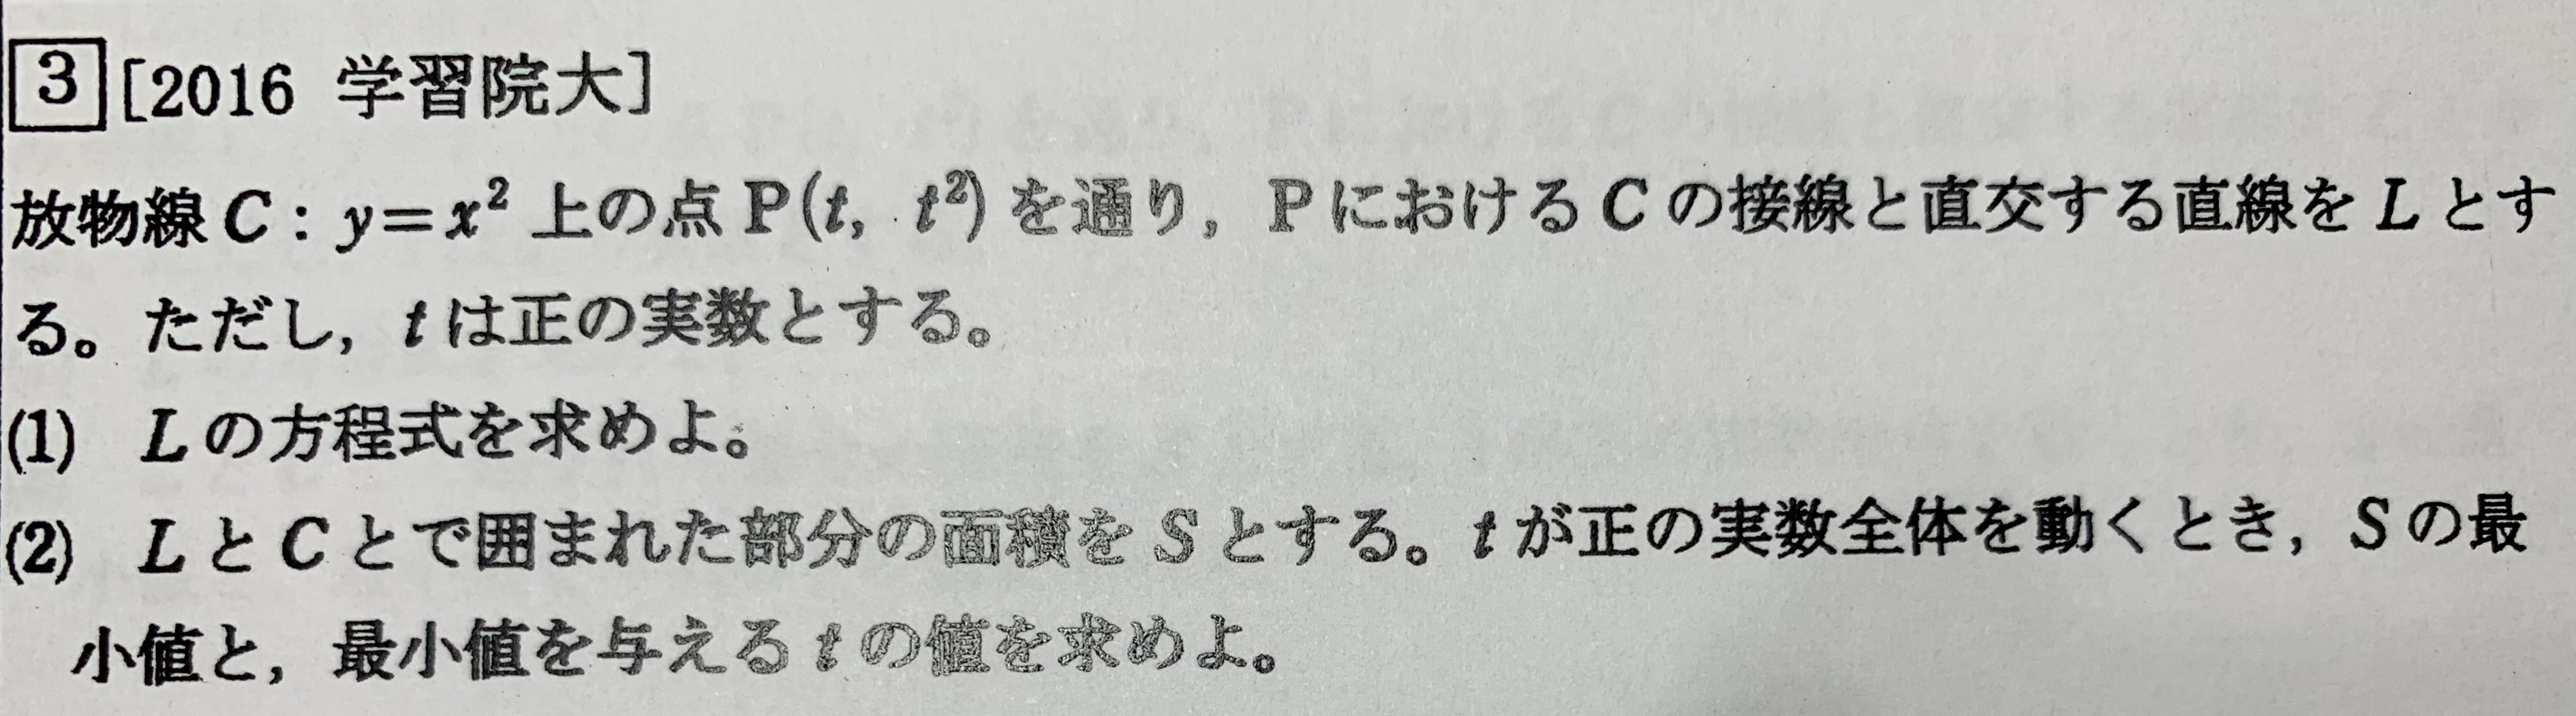 3 [2016 学習院大]
放物線 C : y=x² 上の点 P(t, t²) を通り, P における C の接線と直交する直線を L とす
る。ただし, t は正の実数とする。
(1) L の方程式を求めよ。
(2) L と C とで囲まれた部分の面積を S とする。t が正の実数全体を動くとき, S の最
小値と, 最小値を与える t の値を求めよ。